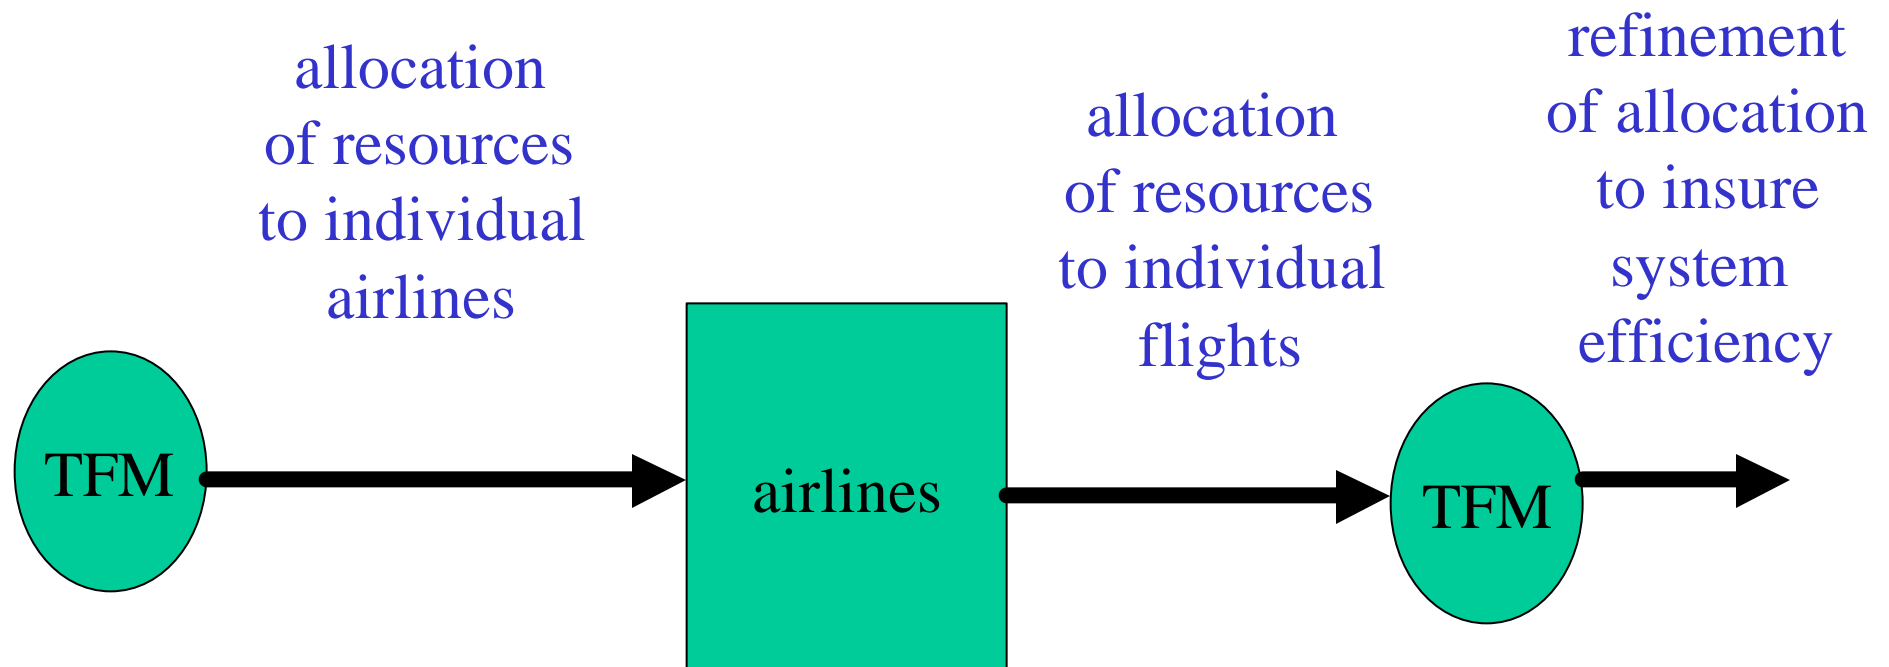 allocation
of resources
to individual
airlines
allocation
of resources
to individual
flights
refinement
of allocation
to insure
system
efficiency
TFM
airlines
TFM